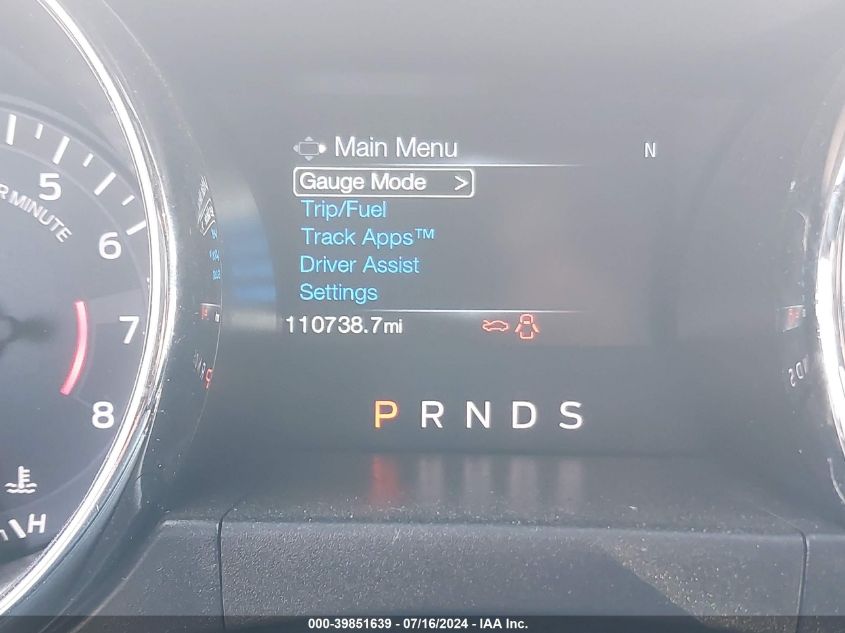 Main Menu
N
Gauge Mode >
Trip/Fuel
Track Apps™
Driver Assist
Settings
110738.7mi
P R N D S
5
R MINUTE
6
7
8
H
000-39851639 / 07/16/2024 - IAA Inc.